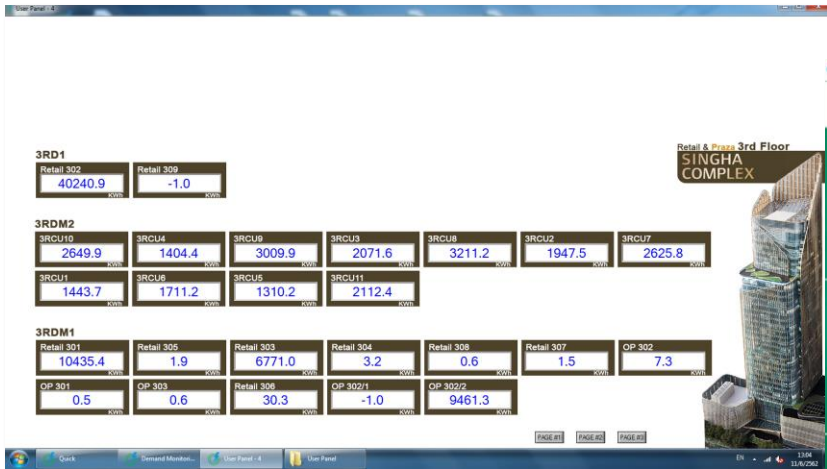 User Panel - 4
Retail & Praza 3rd Floor
SINGHA
COMPLEX
3RD1
Retail 302 Retail 309
40240.9 -1.0
KWh KWh
3RDM2
3RCU10 3RCU4 3RCU9 3RCU3 3RCU8 3RCU2 3RCU7
2649.9 1404.4 3009.9 2071.6 3211.2 1947.5 2625.8
KWh KWh KWh KWh KWh KWh KWh
3RCU1 3RCU6 3RCU5 3RCU11
1443.7 1711.2 1310.2 2112.4
KWh KWh KWh KWh
3RDM1
Retail 301 Retail 305 Retail 303 Retail 304 Retail 308 Retail 307 OP 302
10435.4 1.9 6771.0 3.2 0.6 1.5 7.3
KWh KWh KWh KWh KWh KWh KWh
OP 301 OP 303 Retail 306 OP 302/1 OP 302/2
0.5 0.6 30.3 -1.0 9461.3
KWh KWh KWh KWh KWh
PAGE #1 PAGE #2 PAGE #3
Quick Demand Monitori... User Panel - 4 User Panel EN 13:04
11/6/2562